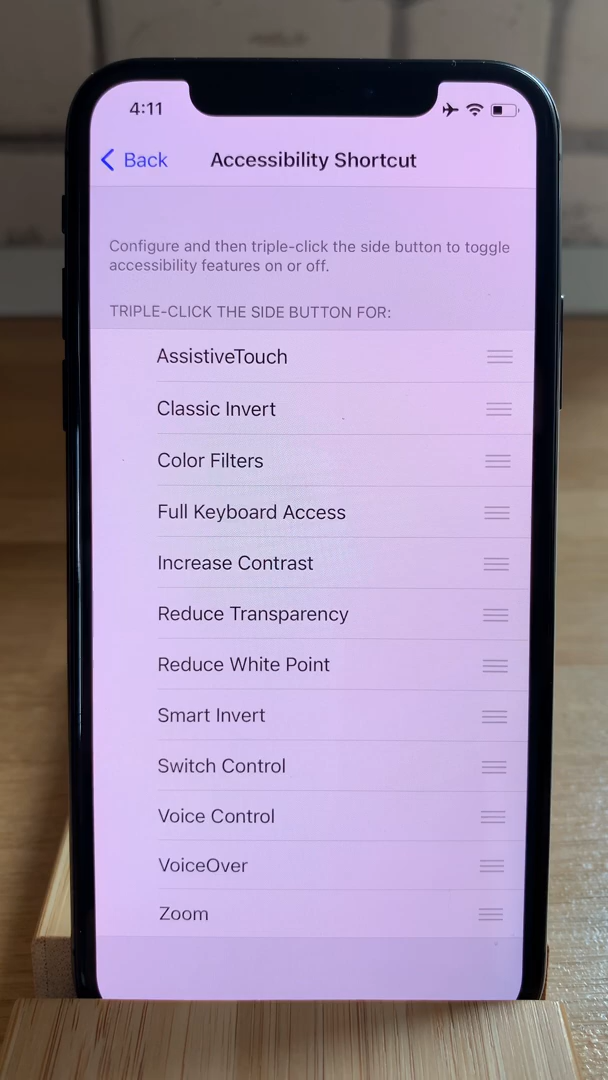 4:11
Back
Accessibility Shortcut
Configure and then triple-click the side button to toggle
accessibility features on or off.
TRIPLE-CLICK THE SIDE BUTTON FOR:
AssistiveTouch
Classic Invert
Color Filters
Full Keyboard Access
Increase Contrast
Reduce Transparency
Reduce White Point
Smart Invert
Switch Control
Voice Control
VoiceOver
Zoom